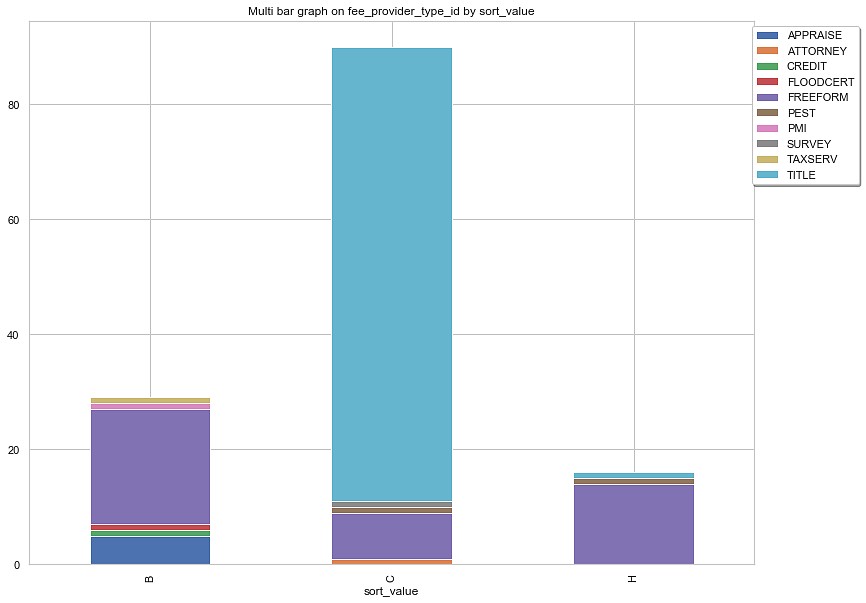 Multi bar graph on fee_provider_type_id by sort_value
APPRAISE
ATTORNEY
CREDIT
FLOODCERT
FREEFORM
PEST
PMI
SURVEY
TAXSERV
TITLE
80
60
40
20
0
B
C
H
sort_value